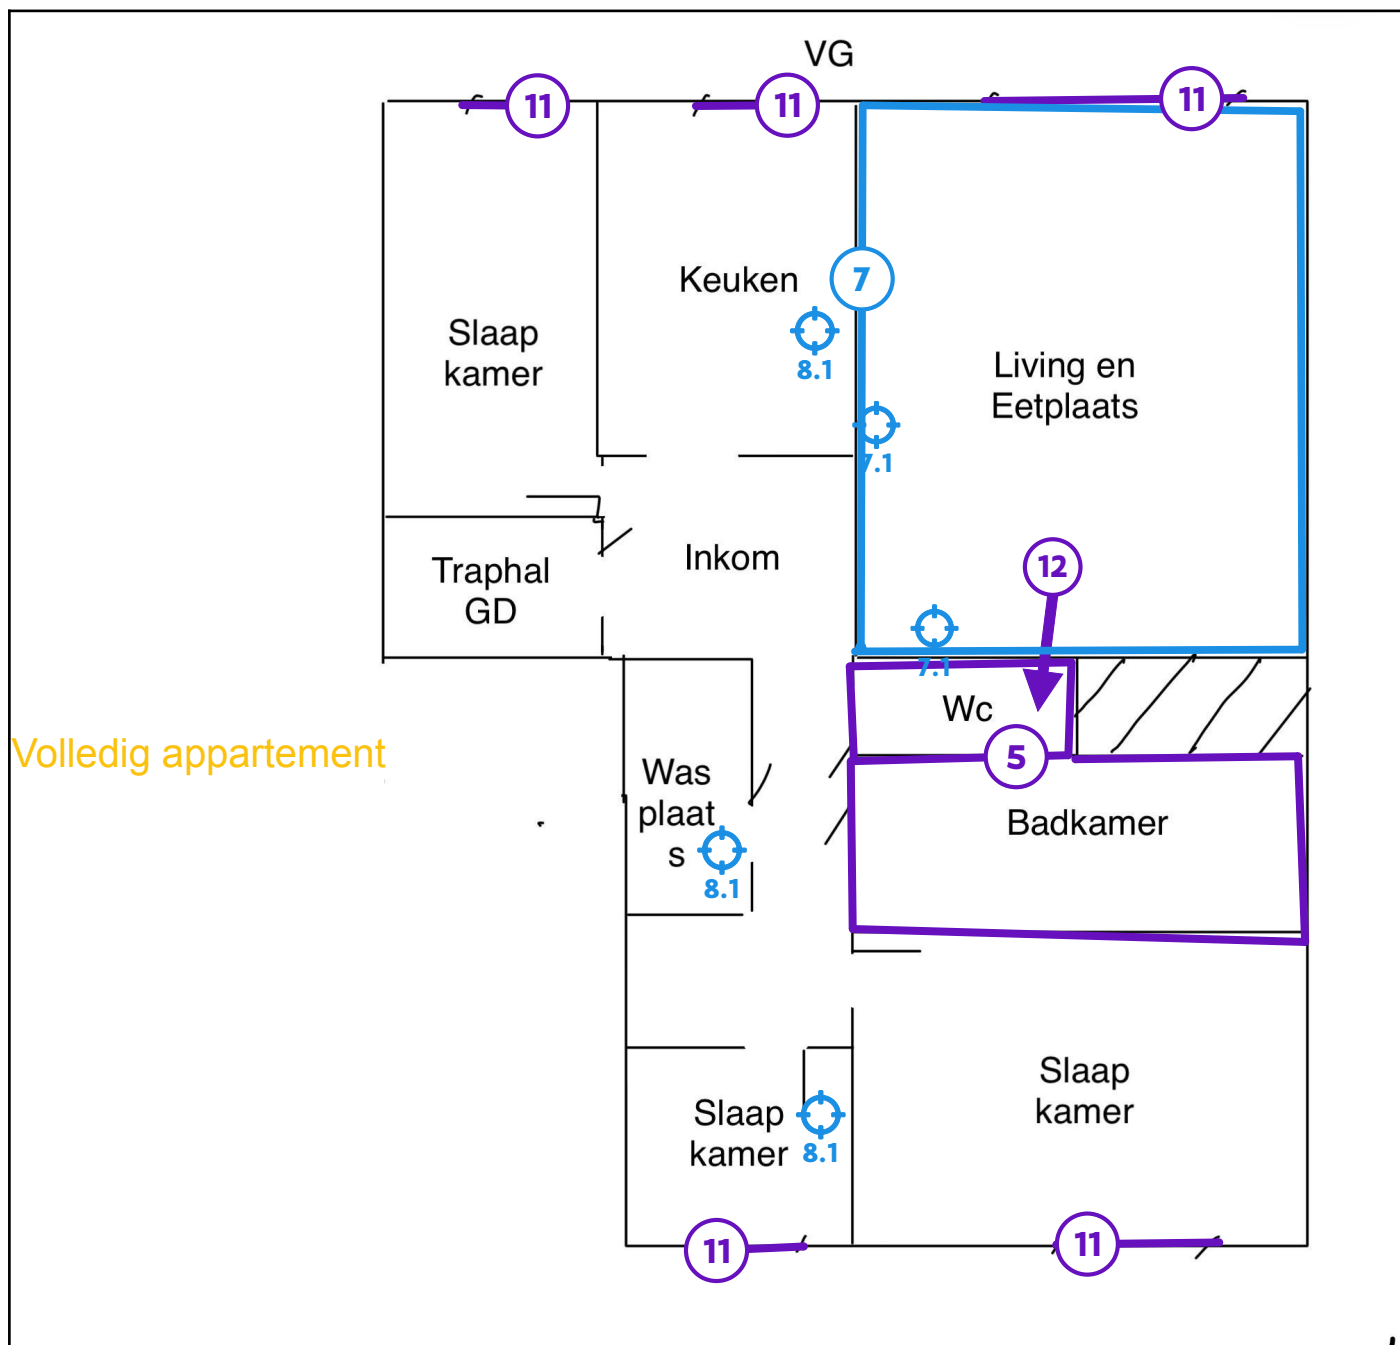 VG
11
11
11
Keuken
7
Slaap
kamer
8.1
Living en
Eetplaats
7.1
Inkom
Traphal
GD
12
7.1
Wc
Volledig appartement
5
Was
plaat
s
8.1
Badkamer
Slaap
kamer
8.1
Slaap
kamer
11
11